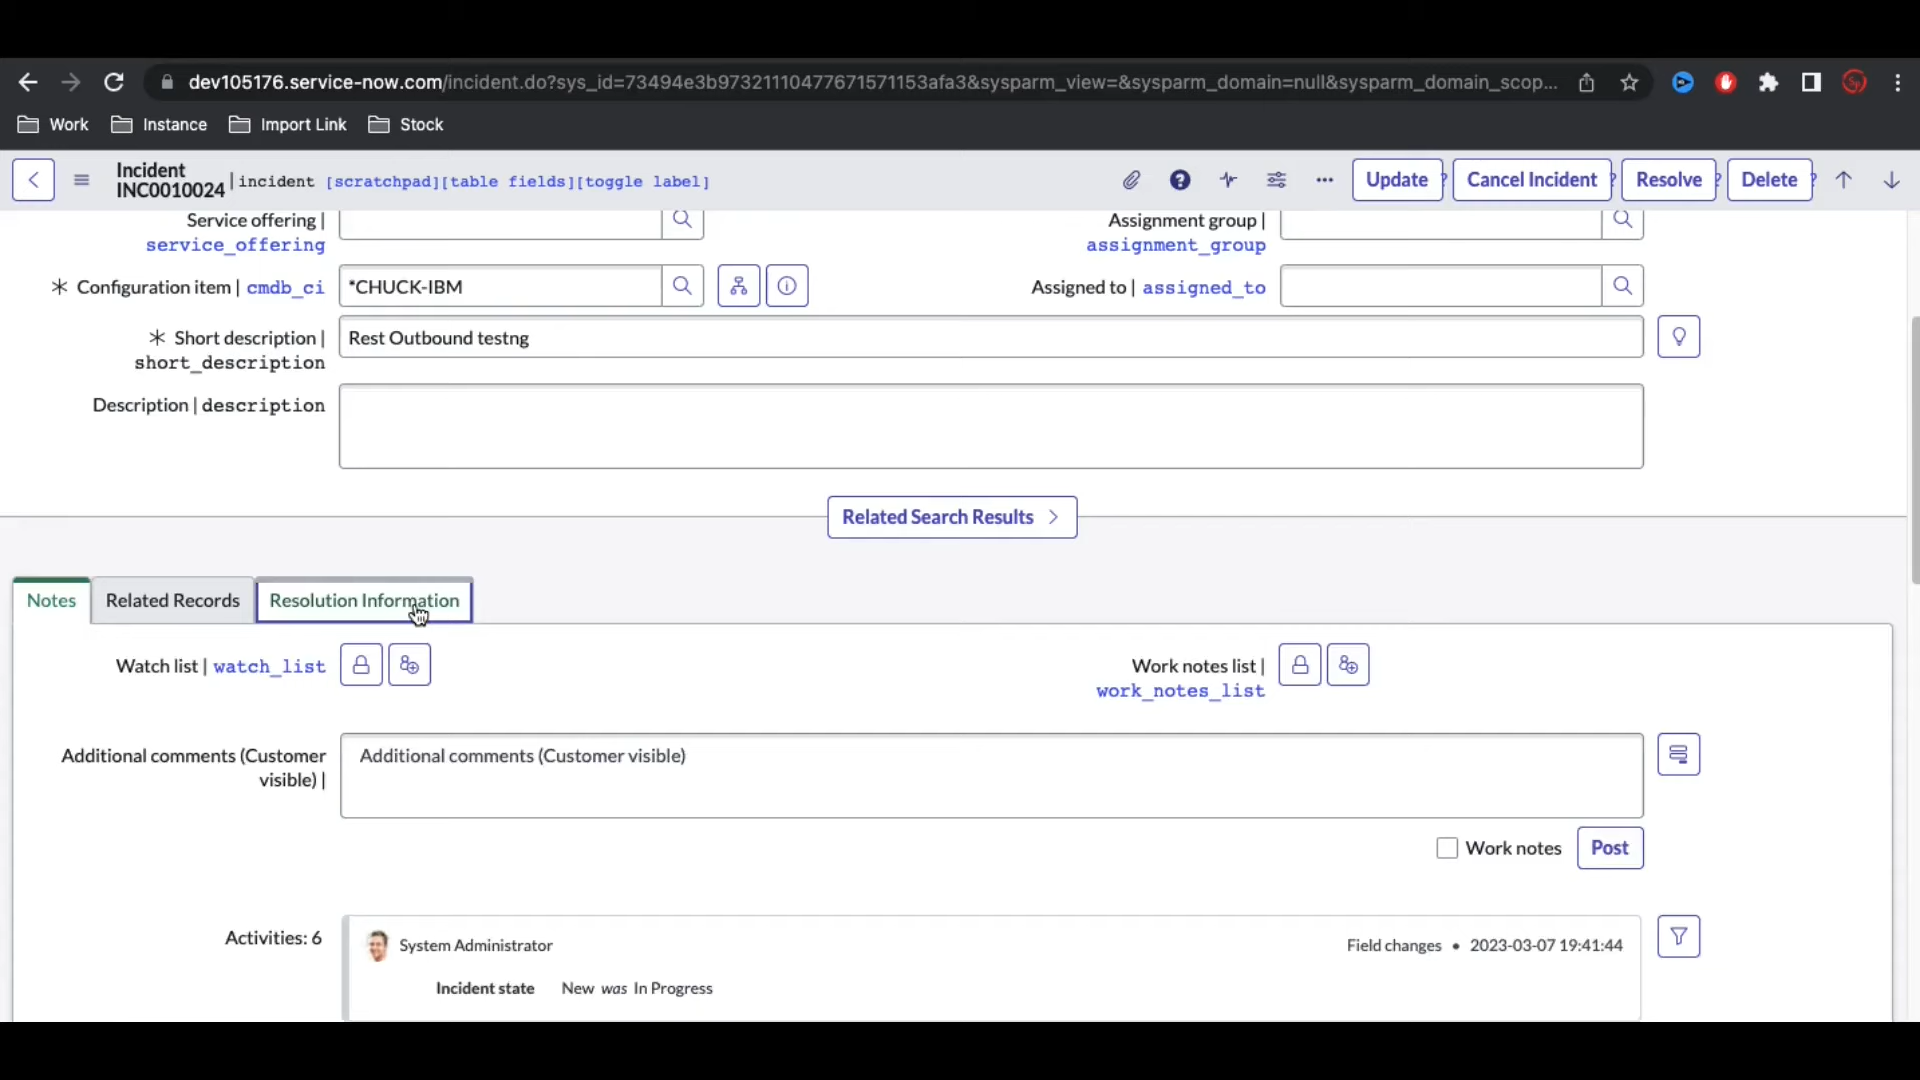 dev105176.service-now.com/incident.do?sys_id=73494e3b97321110477671571153afa3&sysparm_view=&sysparm_domain=null&sysparm_domain_scop...
Work Instance Import Link Stock
Incident
INC0010024 | incident [scratchpad][table fields][toggle label]
Update ? Cancel Incident ? Resolve ? Delete ?
Service offering |
service_offering
Assignment group |
assignment_group
Configuration item | cmdb_ci *CHUCK-IBM
Assigned to | assigned_to
Short description |
short_description
Rest Outbound testng
Description | description
Related Search Results
Notes Related Records Resolution Information
Watch list | watch_list
Work notes list |
work_notes_list
Additional comments (Customer
visible) |
Additional comments (Customer visible)
Work notes Post
Activities: 6
System Administrator Field changes • 2023-03-07 19:41:44
Incident state New was In Progress